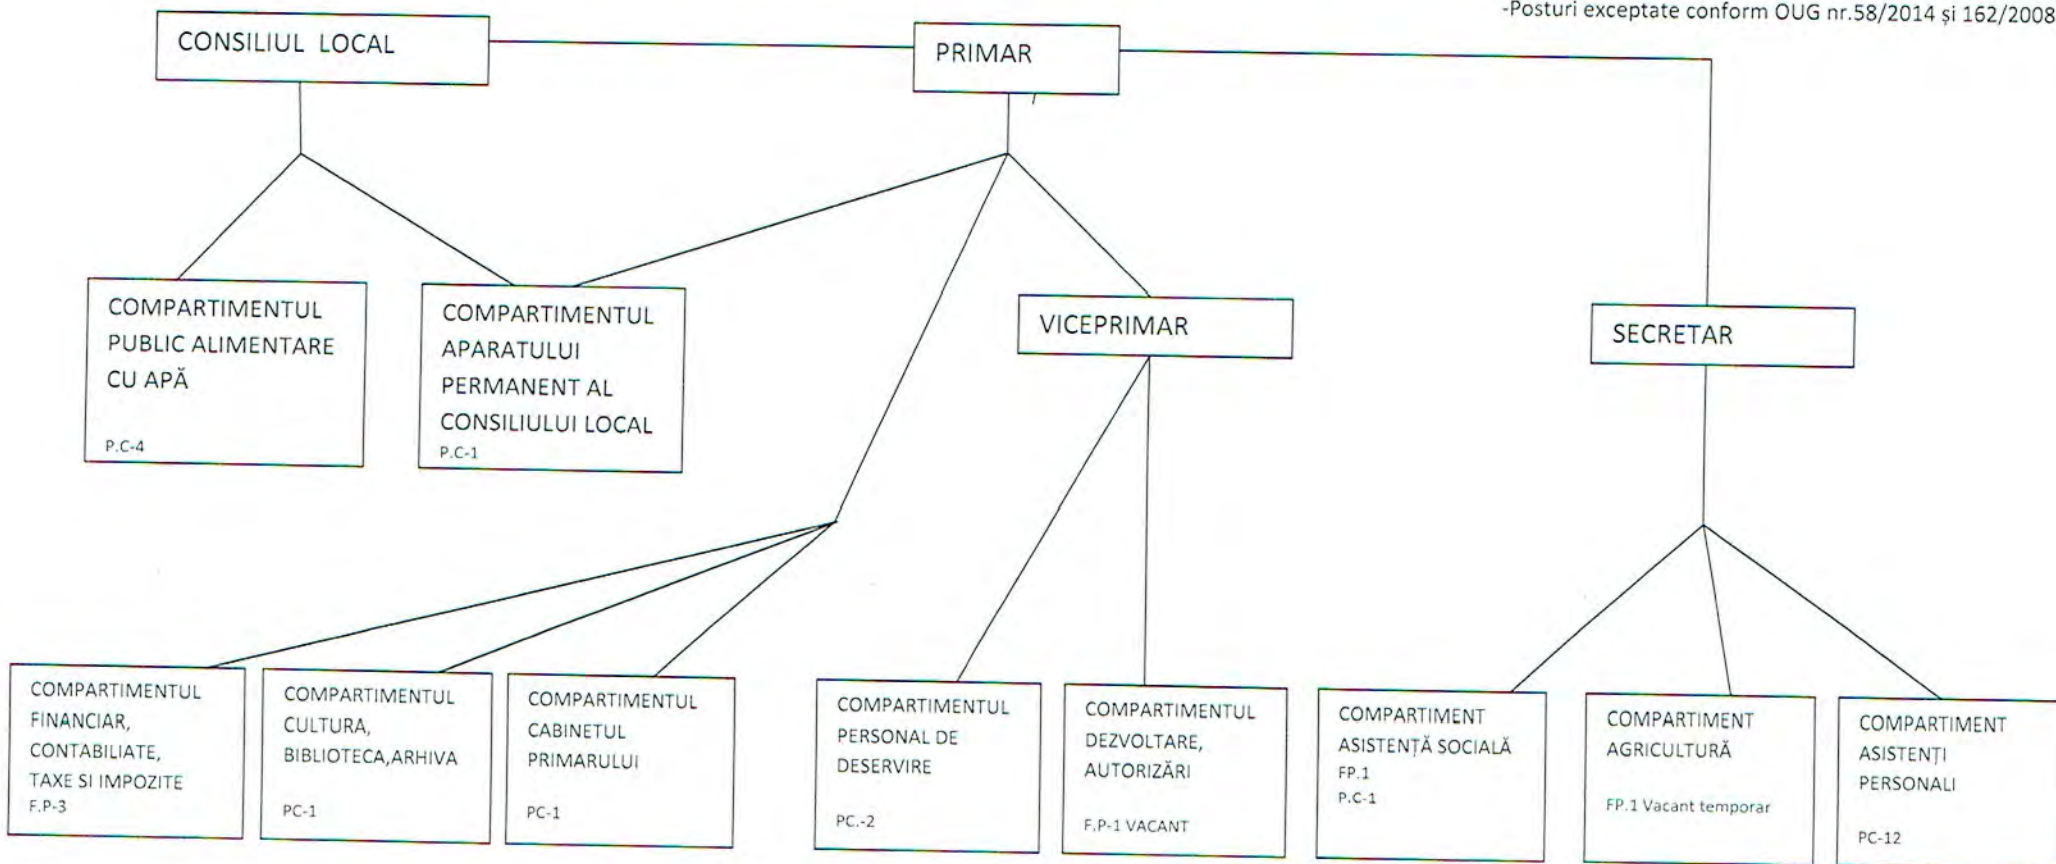 -Posturi exceptate conform OUG nr.58/2014 și 162/2008
CONSILIUL LOCAL
PRIMAR
COMPARTIMENTUL
PUBLIC ALIMENTARE
CU APĂ
P.C-4
COMPARTIMENTUL
APARATULUI
PERMANENT AL
CONSILIULUI LOCAL
P.C-1
VICEPRIMAR
SECRETAR
COMPARTIMENTUL
FINANCIAR,
CONTABILIATE,
TAXE SI IMPOZITE
F.P-3
COMPARTIMENTUL
CULTURA,
BIBLIOTECA,ARHIVA
PC-1
COMPARTIMENTUL
CABINETUL
PRIMARULUI
PC-1
COMPARTIMENTUL
PERSONAL DE
DESERVIRE
PC.-2
COMPARTIMENTUL
DEZVOLTARE,
AUTORIZĂRI
F.P-1 VACANT
COMPARTIMENT
ASISTENȚĂ SOCIALĂ
FP.1
P.C-1
COMPARTIMENT
AGRICULTURĂ
FP.1 Vacant temporar
COMPARTIMENT
ASISTENȚI
PERSONALI
PC-12